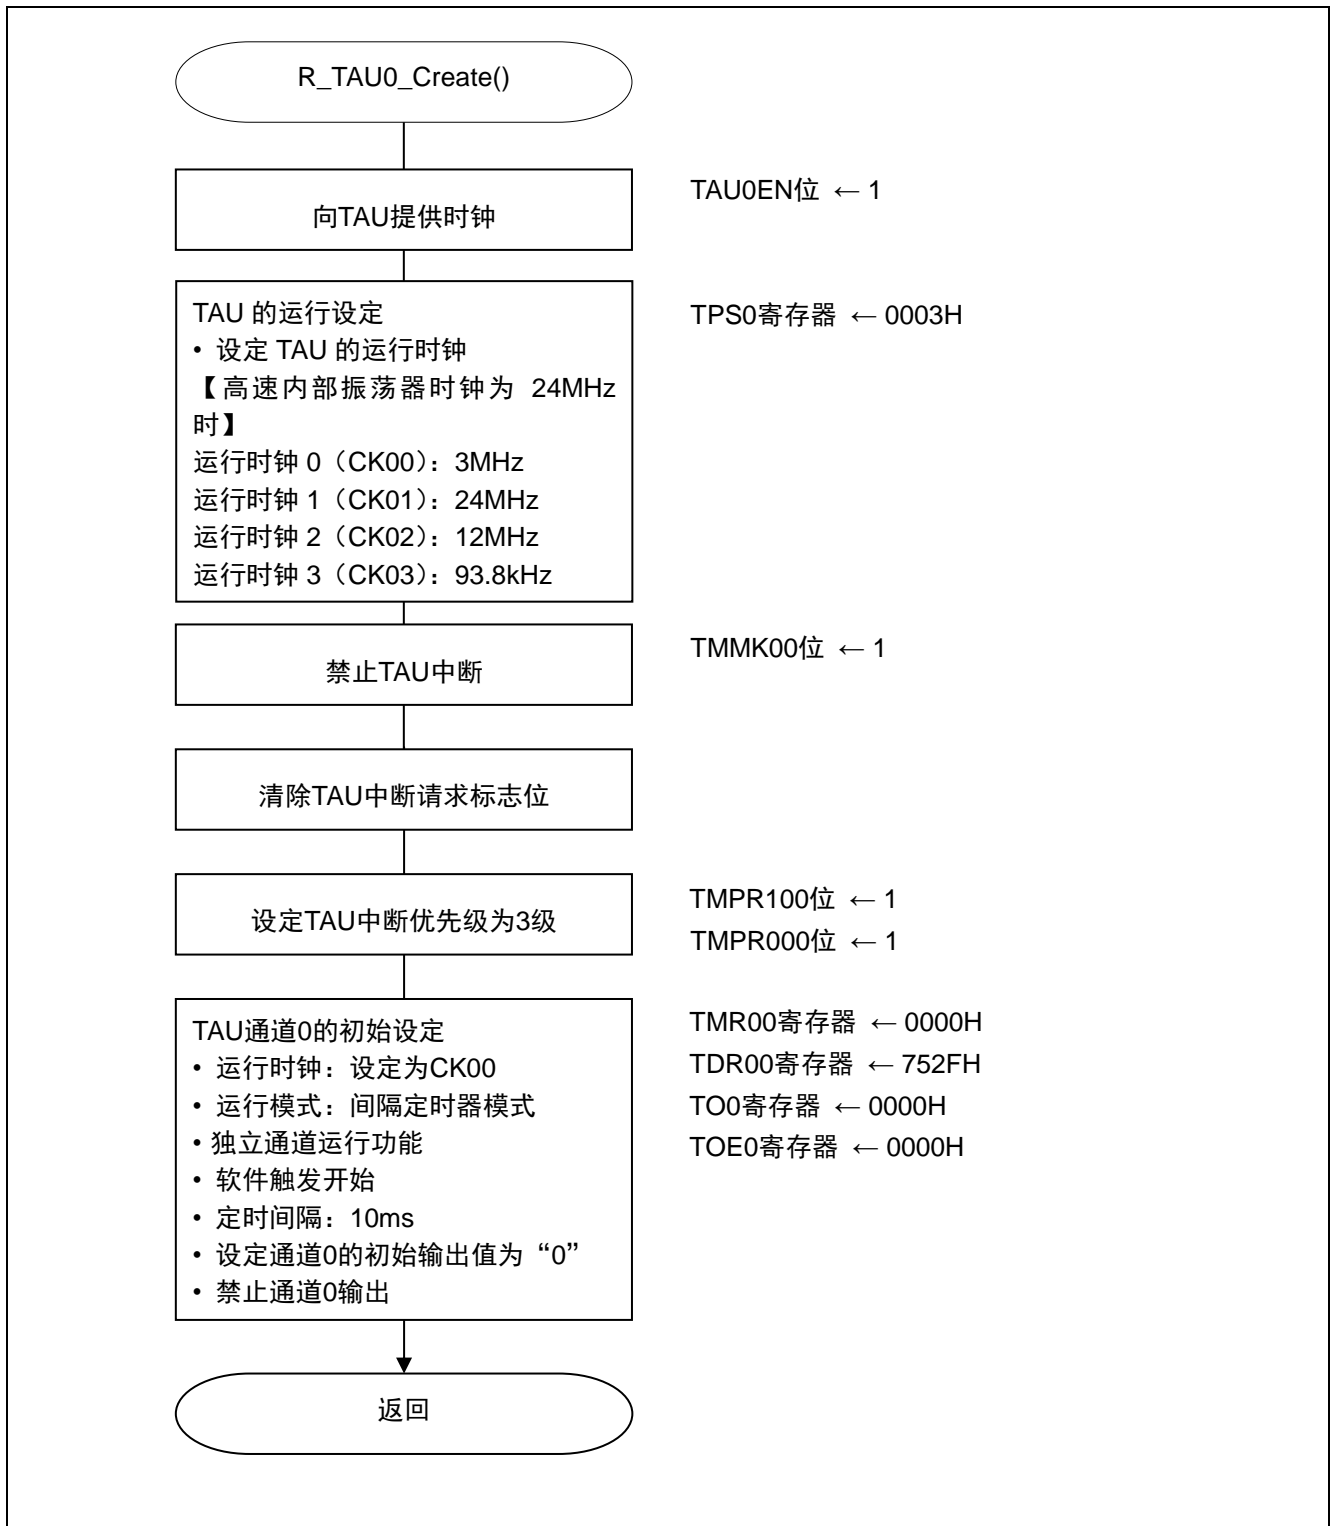 R_TAU0_Create()
向TAU提供时钟
TAU0EN位 ← 1
TAU 的运行设定
• 设定 TAU 的运行时钟
【高速内部振荡器时钟为 24MHz
时】
运行时钟 0（CK00）：3MHz
运行时钟 1（CK01）：24MHz
运行时钟 2（CK02）：12MHz
运行时钟 3（CK03）：93.8kHz
TPS0寄存器 ← 0003H
禁止TAU中断
TMMK00位 ← 1
清除TAU中断请求标志位
设定TAU中断优先级为3级
TMPR100位 ← 1
TMPR000位 ← 1
TAU通道0的初始设定
• 运行时钟：设定为CK00
• 运行模式：间隔定时器模式
• 独立通道运行功能
• 软件触发开始
• 定时间隔：10ms
• 设定通道0的初始输出值为“0”
• 禁止通道0输出
TMR00寄存器 ← 0000H
TDR00寄存器 ← 752FH
TO0寄存器 ← 0000H
TOE0寄存器 ← 0000H
返回